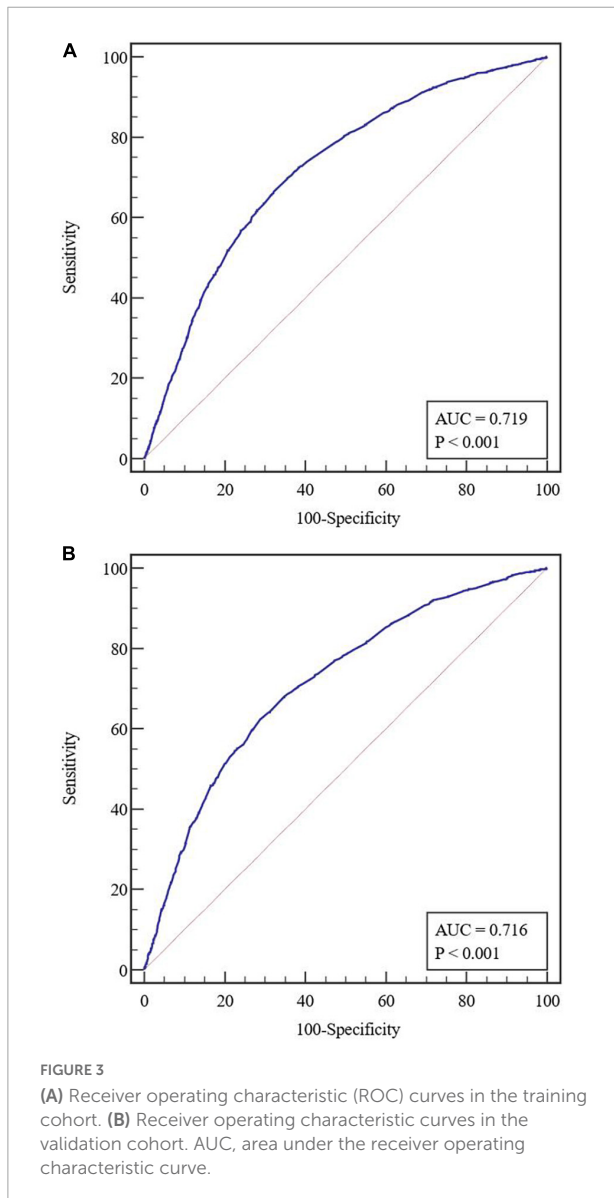 A
100
80
60
40
20
0
Sensitivity
AUC = 0.719
P < 0.001
0 20 40 60 80 100
100-Specificity
B
100
80
60
40
20
0
Sensitivity
AUC = 0.716
P < 0.001
0 20 40 60 80 100
100-Specificity
FIGURE 3
(A) Receiver operating characteristic (ROC) curves in the training
cohort. (B) Receiver operating characteristic curves in the
validation cohort. AUC, area under the receiver operating
characteristic curve.